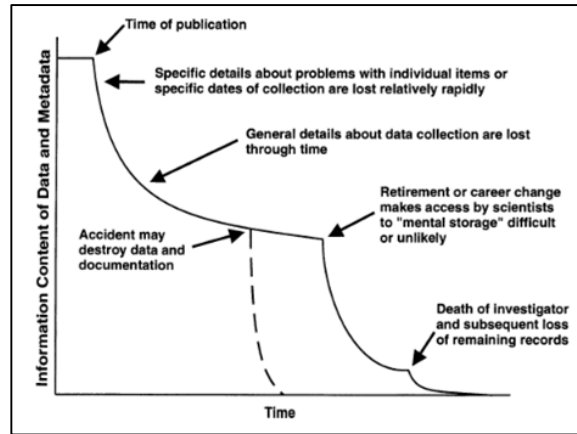 Time of publication
Specific details about problems with individual items or
specific dates of collection are lost relatively rapidly
General details about data collection are lost
through time
Retirement or career change
makes access by scientists
to "mental storage" difficult
or unlikely
Accident may
destroy data and
documentation
Death of investigator
and subsequent loss
of remaining records
Information Content of Data and Metadata
Time